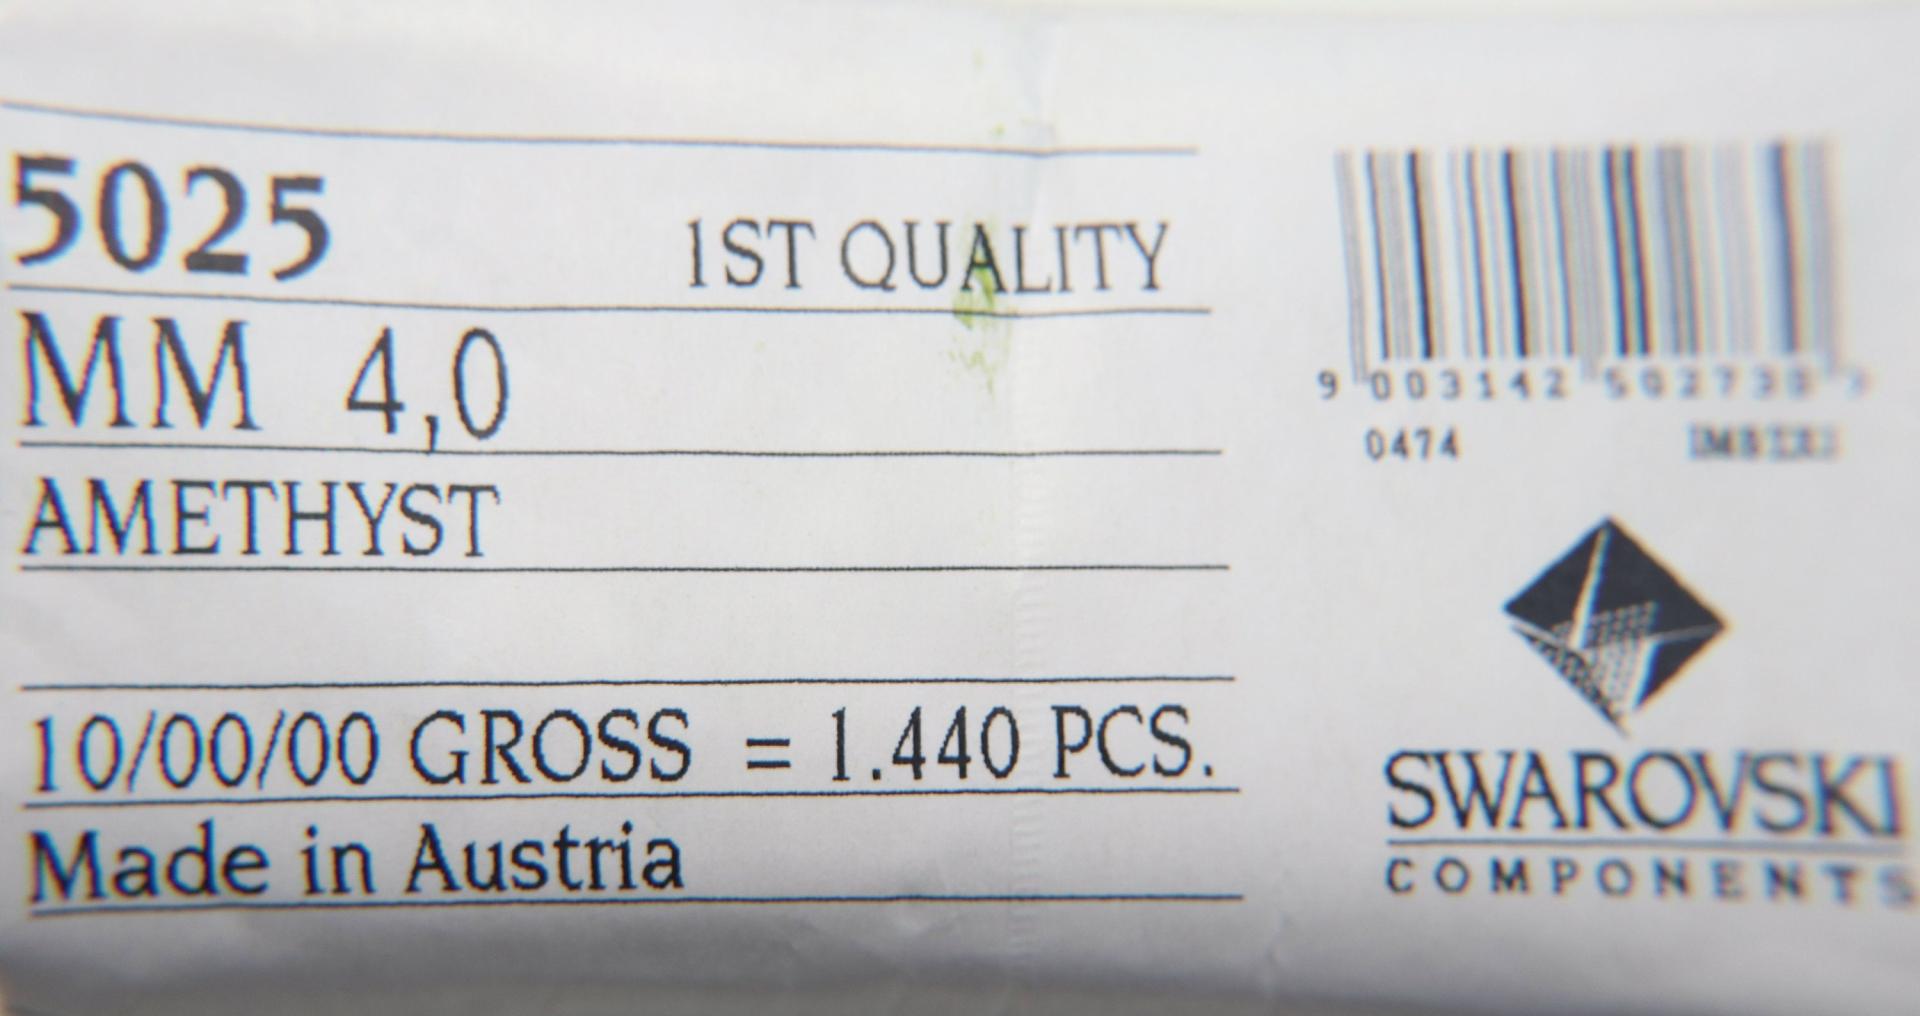 5025
1ST QUALITY
MM 4,0
AMETHYST
10/00/00 GROSS = 1.440 PCS.
Made in Austria
9 003142
0474
SWAROVSKI
COMPONENTS